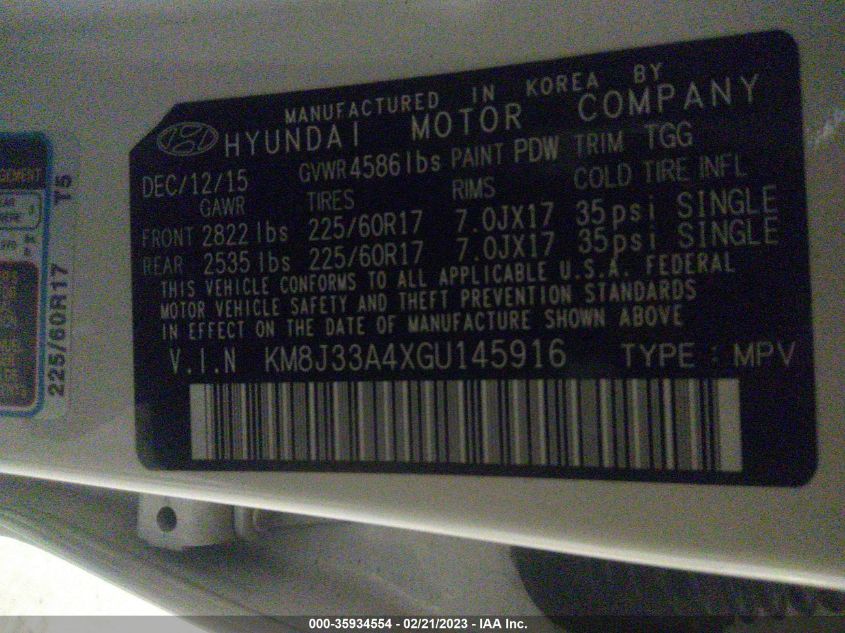 MANUFACTURED IN KOREA BY
HYUNDAI MOTOR COMPANY
DEC/12/15 GVWR 4586 lbs PAINT PDW TRIM TGG
GAWR TIRES RIMS COLD TIRE INFL
FRONT 2822 lbs 225/60R17 7.0JX17 35psi SINGLE
REAR 2535 lbs 225/60R17 7.0JX17 35psi SINGLE
THIS VEHICLE CONFORMS TO ALL APPLICABLE U.S.A. FEDERAL
MOTOR VEHICLE SAFETY AND THEFT PREVENTION STANDARDS
IN EFFECT ON THE DATE OF MANUFACTURE SHOWN ABOVE
V.I.N KM8J33A4XGU145916 TYPE : MPV
225/60R17 T5
000-35934554 - 02/21/2023 - IAA Inc.